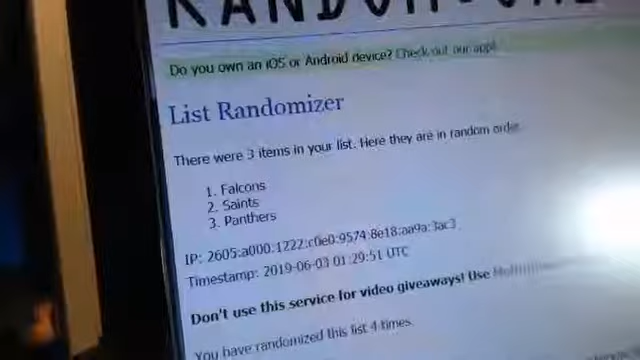 Do you own an iOS or Android device? Check out our app!
List Randomizer
There were 3 items in your list. Here they are in random order:
1. Falcons
2. Saints
3. Panthers
IP: 2605:a000:1222:c0e0:9574:8e18:aa9a:3ac3
Timestamp: 2019-06-03 01:29:51 UTC
Don't use this service for video giveaways! Use
You have randomized this list 4 times.